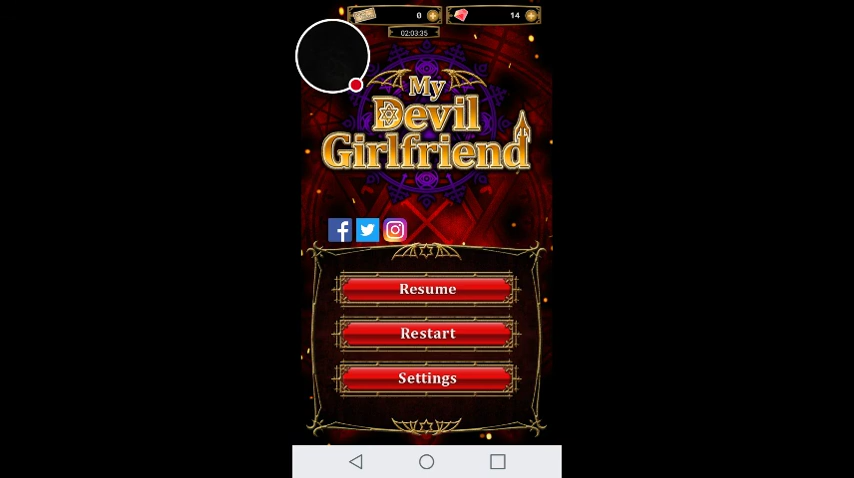 0
14
02:03:35
My
Devil
Girlfriend
Resume
Restart
Settings